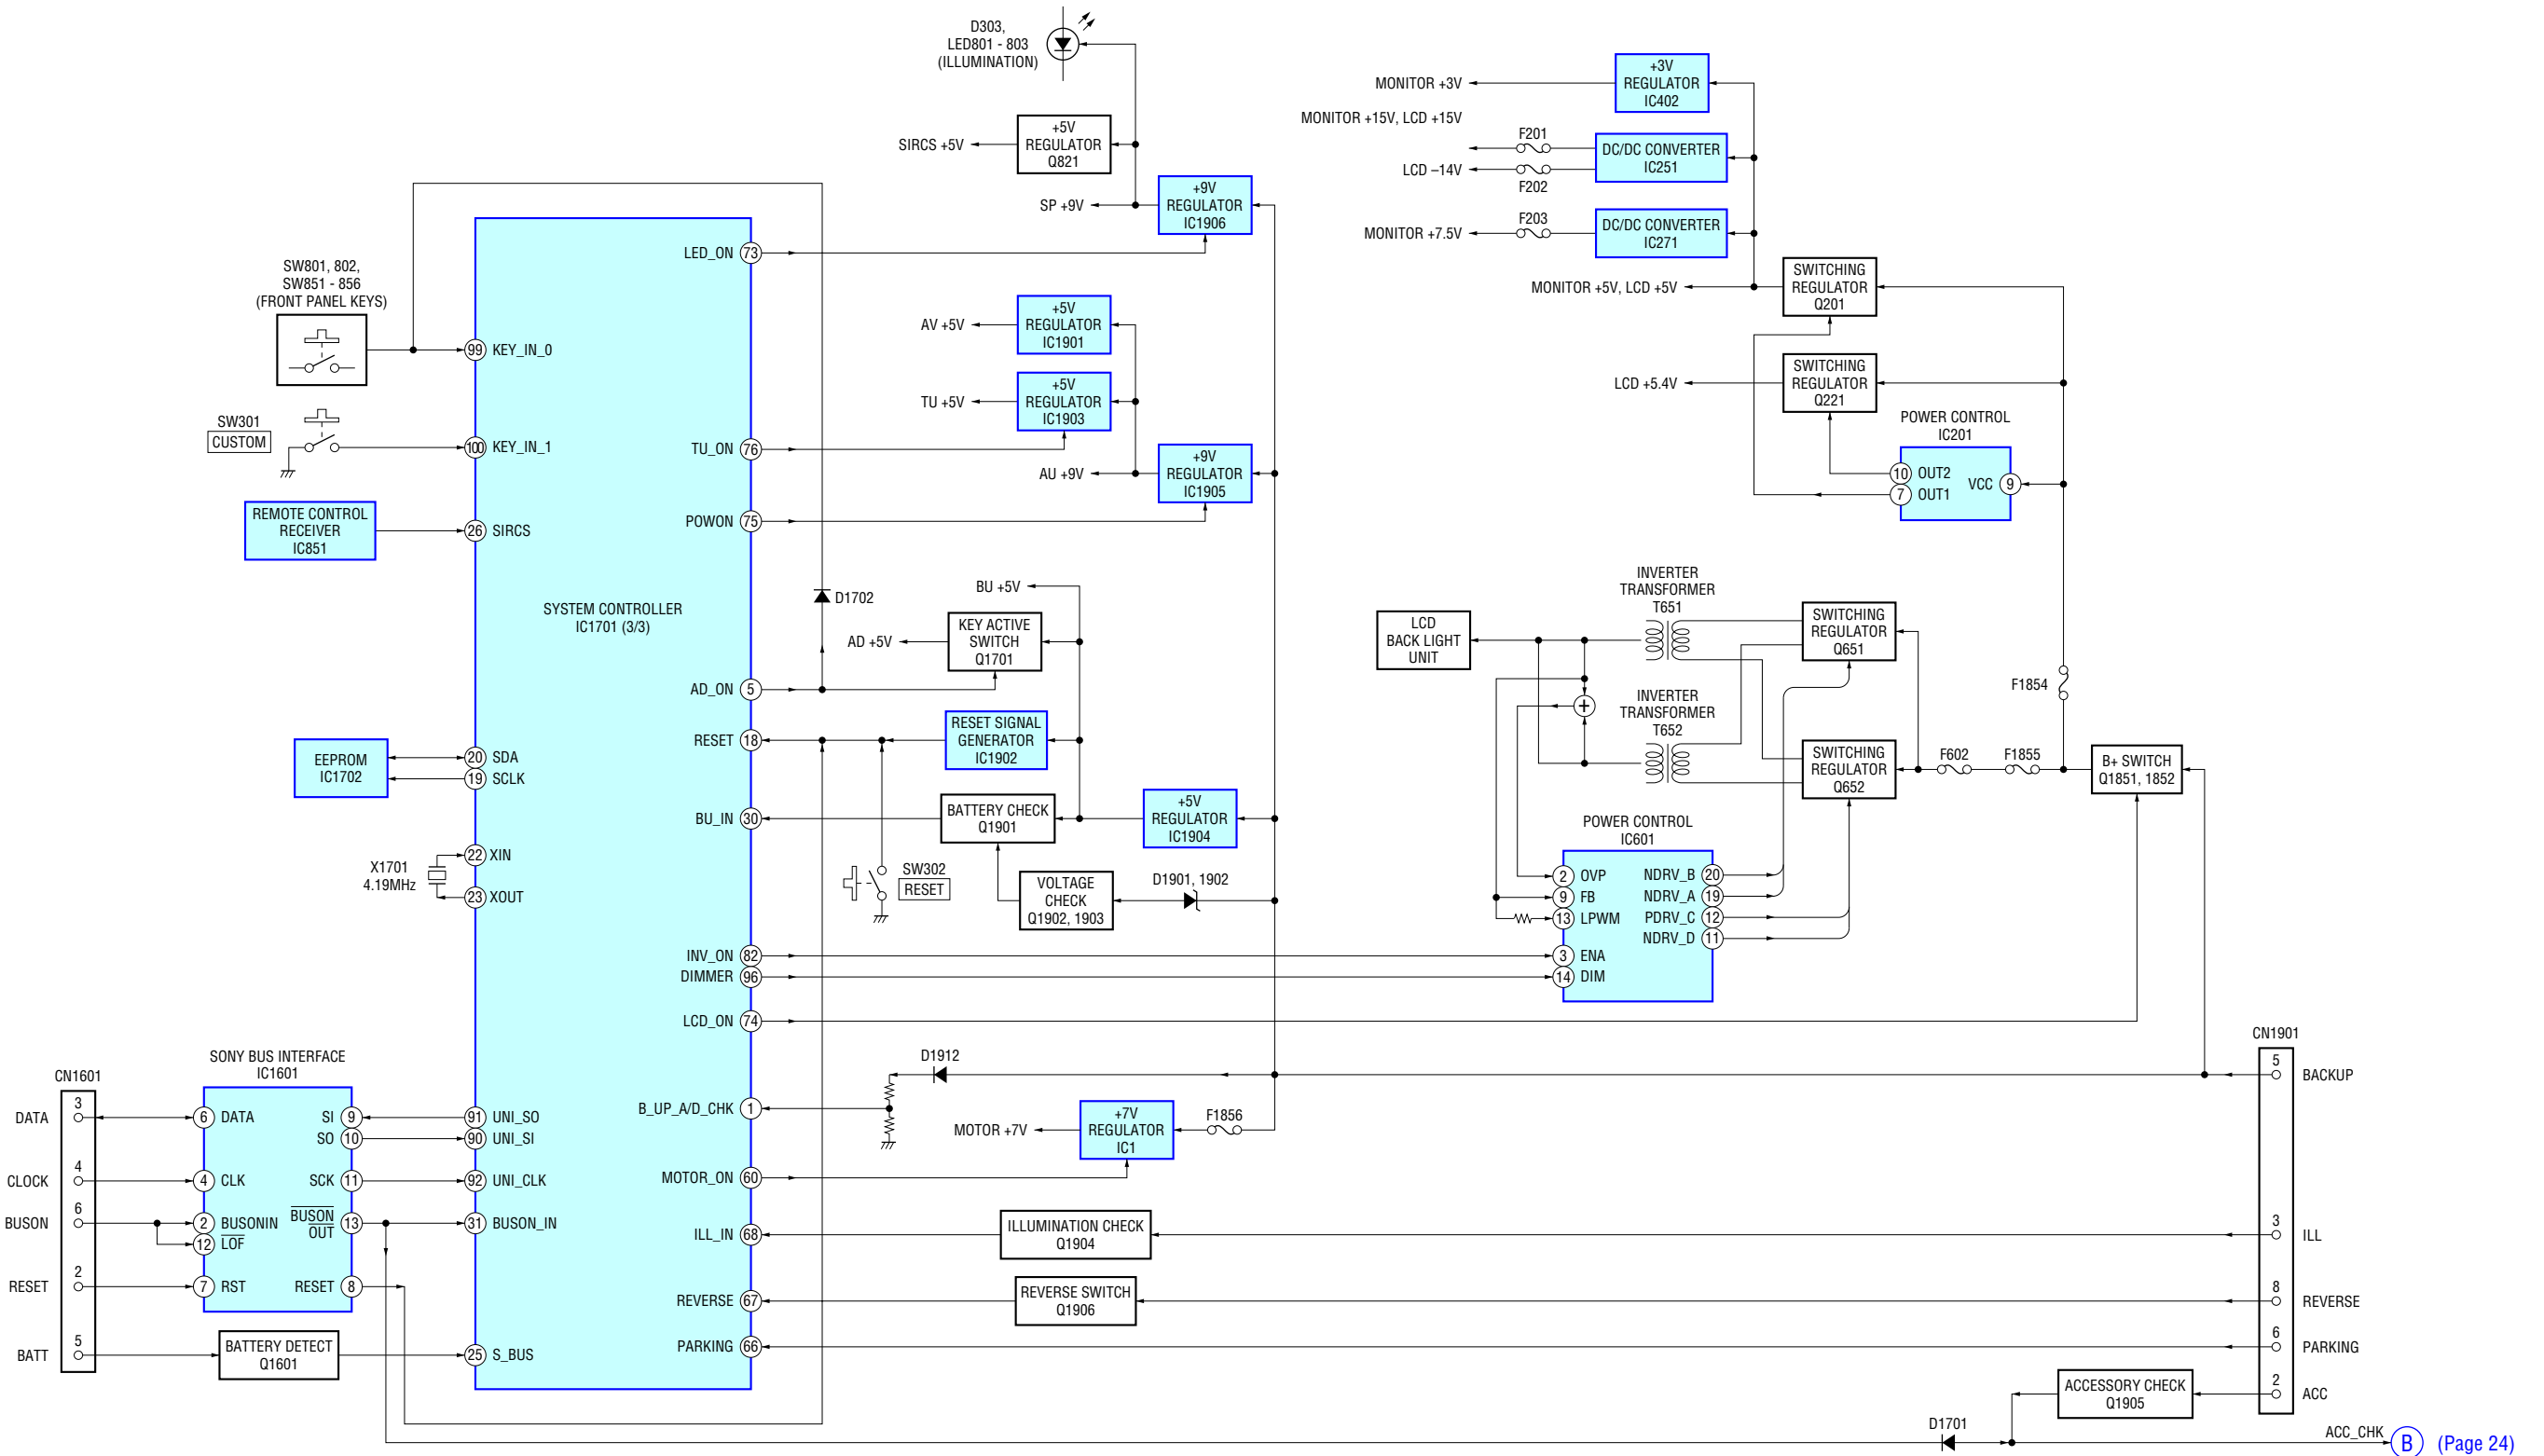 D303,
LED801 - 803
(ILLUMINATION)
+5V
REGULATOR
Q821
SIRCS +5V
SP +9V
+9V
REGULATOR
IC1906
+3V
REGULATOR
IC402
MONITOR +3V
MONITOR +15V, LCD +15V
F201
DC/DC CONVERTER
IC251
LCD –14V
F202
F203
DC/DC CONVERTER
IC271
MONITOR +7.5V
SWITCHING
REGULATOR
Q201
MONITOR +5V, LCD +5V
SWITCHING
REGULATOR
Q221
LCD +5.4V
POWER CONTROL
IC201
10 OUT2
7 OUT1
VCC 9
SW801, 802,
SW851 - 856
(FRONT PANEL KEYS)
SW301
CUSTOM
REMOTE CONTROL
RECEIVER
IC851
EEPROM
IC1702
X1701
4.19MHz
SYSTEM CONTROLLER
IC1701 (3/3)
99 KEY_IN_0
100 KEY_IN_1
26 SIRCS
20 SDA
19 SCLK
22 XIN
23 XOUT
91 UNI_SO
90 UNI_SI
92 UNI_CLK
31 BUSON_IN
25 S_BUS
LED_ON 73
TU_ON 76
POWON 75
AD_ON 5
RESET 18
BU_IN 30
INV_ON 82
DIMMER 96
LCD_ON 74
B_UP_A/D_CHK 1
MOTOR_ON 60
ILL_IN 68
REVERSE 67
PARKING 66
+5V
REGULATOR
IC1901
AV +5V
+5V
REGULATOR
IC1903
TU +5V
+9V
REGULATOR
IC1905
AU +9V
D1702
BU +5V
KEY ACTIVE
SWITCH
Q1701
AD +5V
RESET SIGNAL
GENERATOR
IC1902
BATTERY CHECK
Q1901
+5V
REGULATOR
IC1904
SW302
RESET
VOLTAGE
CHECK
Q1902, 1903
D1901, 1902
LCD
BACK LIGHT
UNIT
INVERTER
TRANSFORMER
T651
INVERTER
TRANSFORMER
T652
+
SWITCHING
REGULATOR
Q651
SWITCHING
REGULATOR
Q652
F602
F1855
F1854
B+ SWITCH
Q1851, 1852
POWER CONTROL
IC601
2 OVP
9 FB
13 LPWM
3 ENA
14 DIM
NDRV_B 20
NDRV_A 19
PDRV_C 12
NDRV_D 11
D1912
+7V
REGULATOR
IC1
MOTOR +7V
F1856
ILLUMINATION CHECK
Q1904
REVERSE SWITCH
Q1906
ACCESSORY CHECK
Q1905
D1701
CN1901
5 BACKUP
3 ILL
8 REVERSE
6 PARKING
2 ACC
ACC_CHK
B (Page 24)
CN1601
DATA 3
CLOCK 4
BUSON 6
RESET 2
BATT 5
SONY BUS INTERFACE
IC1601
6 DATA
4 CLK
2 BUSONIN
12 LOF
7 RST
SI 9
SO 10
SCK 11
BUSON
OUT 13
RESET 8
BATTERY DETECT
Q1601